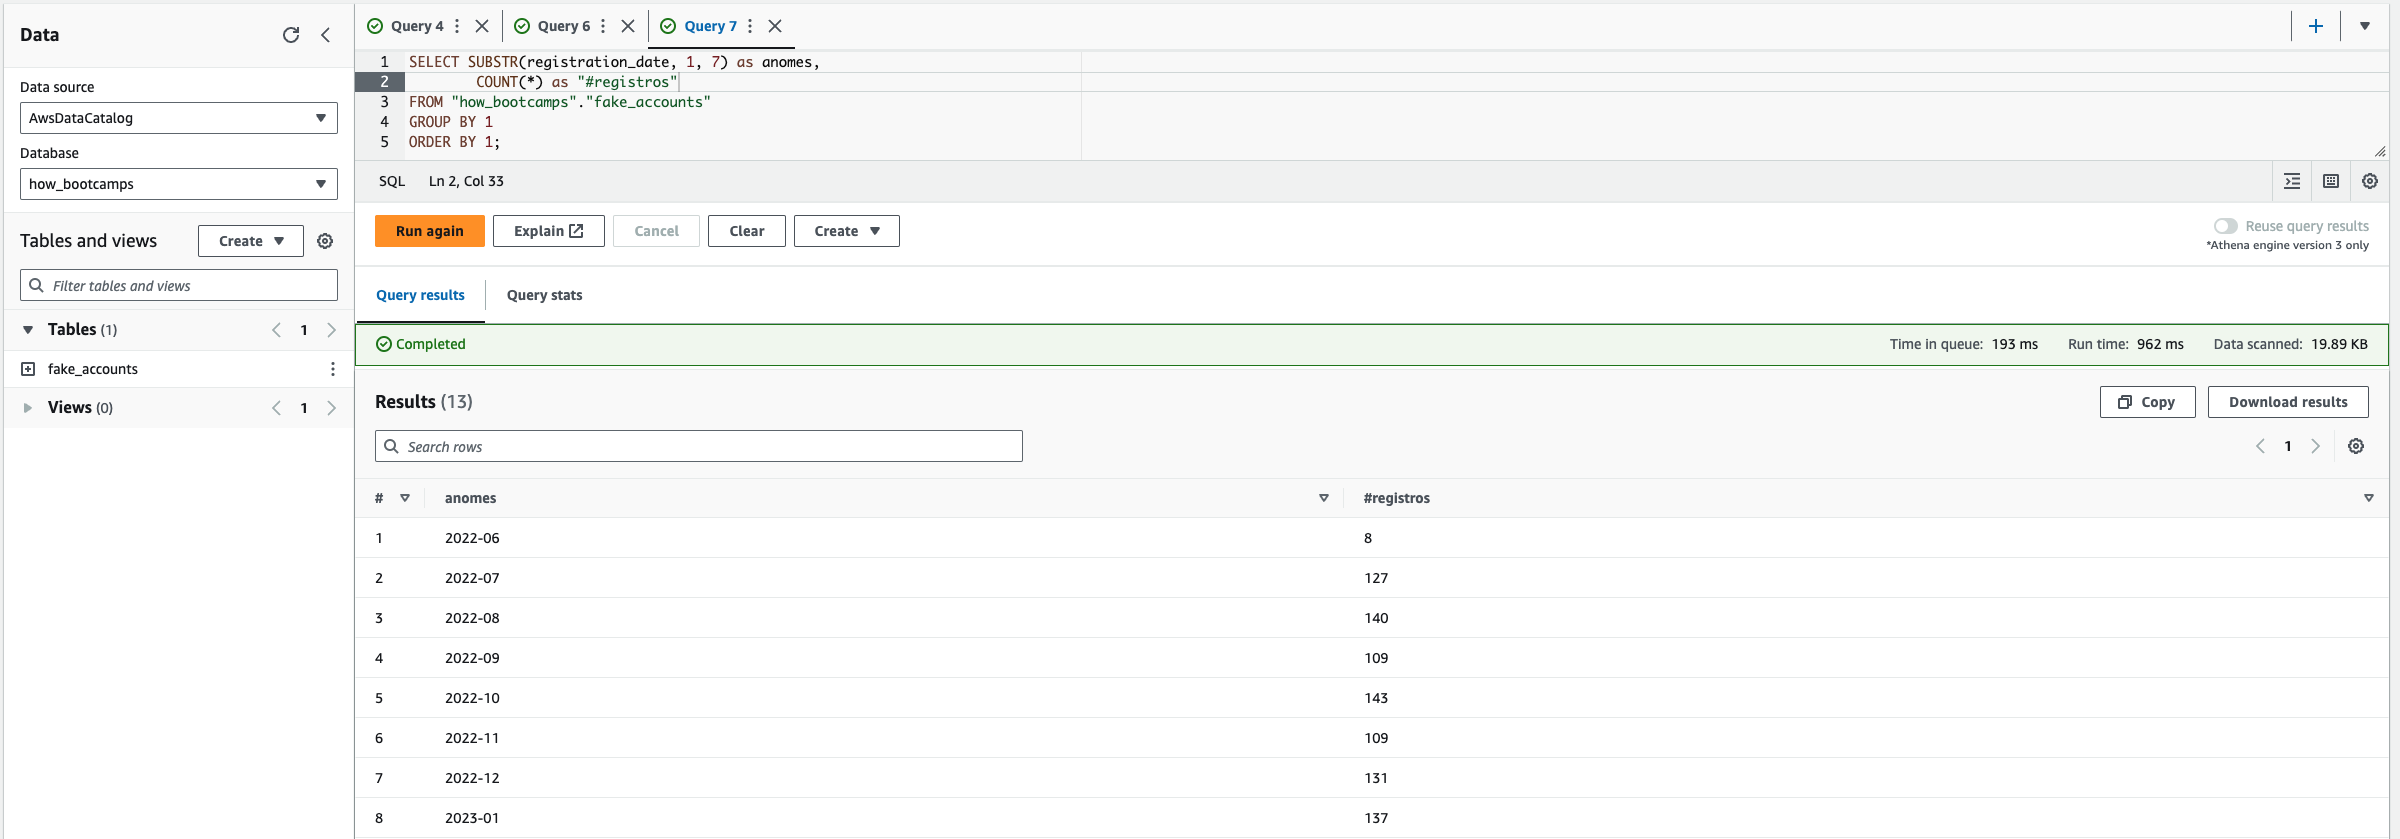 Data
Data source
AwsDataCatalog
Database
how_bootcamps
Tables and views
Create
Filter tables and views
Tables (1)
1
fake_accounts
Views (0)
1
Query 4
Query 6
Query 7
1 SELECT SUBSTR(registration_date, 1, 7) as anomes,
2 COUNT(*) as "#registros"
3 FROM "how_bootcamps"."fake_accounts"
4 GROUP BY 1
5 ORDER BY 1;
SQL Ln 2, Col 33
Run again Explain Cancel Clear Create
Reuse query results
*Athena engine version 3 only
Query results Query stats
Completed
Time in queue: 193 ms Run time: 962 ms Data scanned: 19.89 KB
Results (13)
Copy Download results
Search rows
1
# anomes #registros
1 2022-06 8
2 2022-07 127
3 2022-08 140
4 2022-09 109
5 2022-10 143
6 2022-11 109
7 2022-12 131
8 2023-01 137